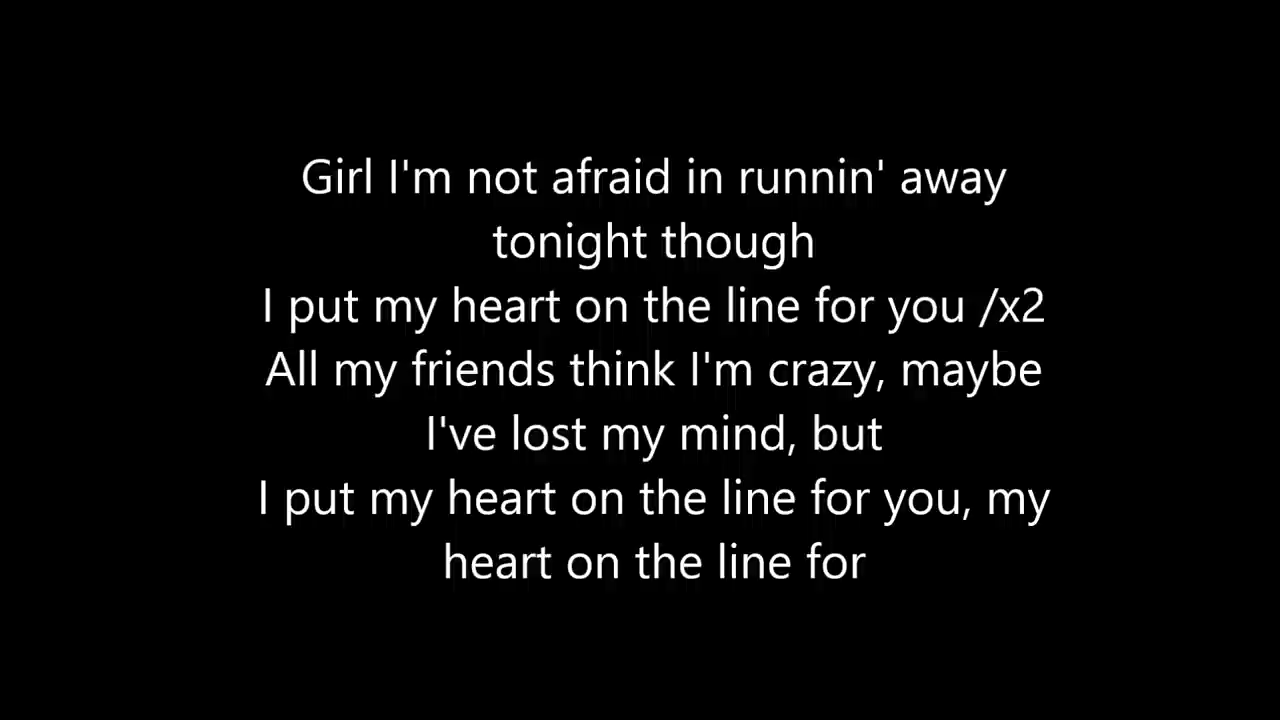 Girl I'm not afraid in runnin' away
tonight though
I put my heart on the line for you /x2
All my friends think I'm crazy, maybe
I've lost my mind, but
I put my heart on the line for you, my
heart on the line for